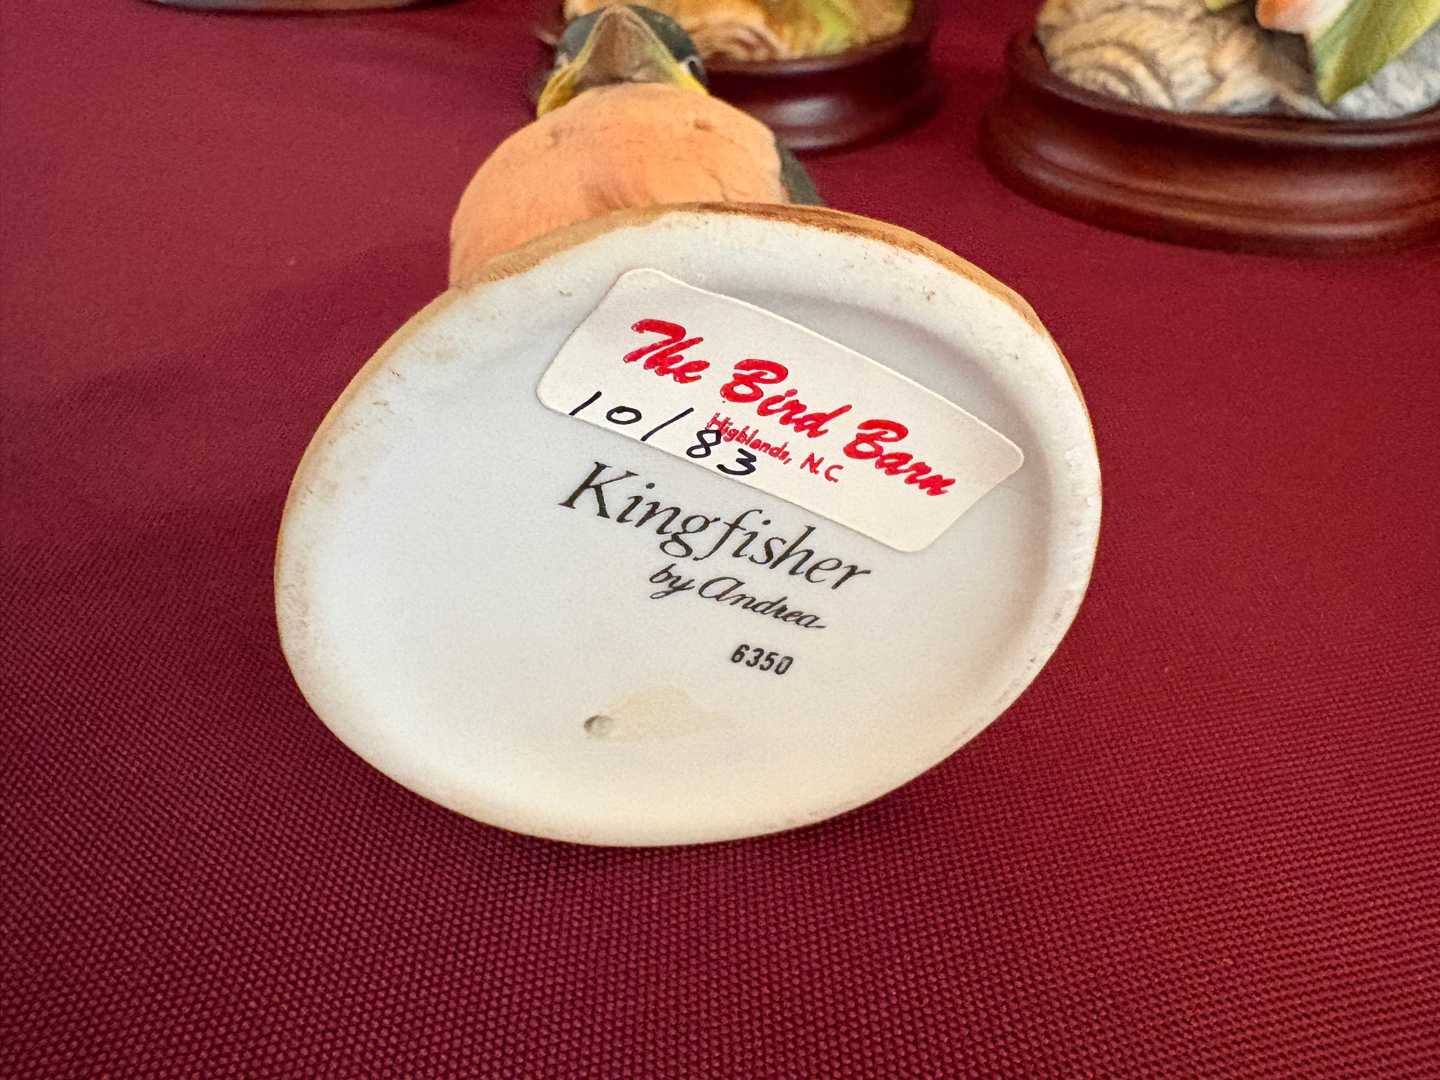 The Bird Barn
Highlands, N.C.
10/83
Kingfisher
by Andrea
6350